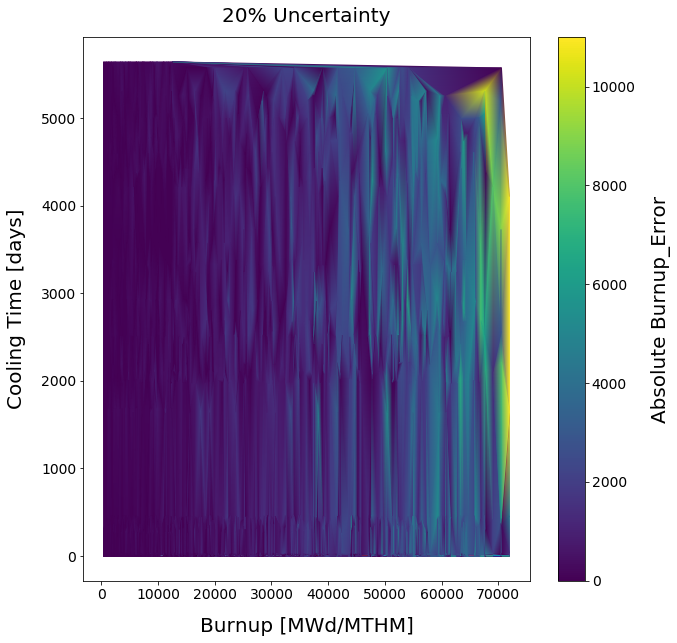 20% Uncertainty
Cooling Time [days]
5000
4000
3000
2000
1000
0
0 10000 20000 30000 40000 50000 60000 70000
Burnup [MWd/MTHM]
10000
8000
6000
4000
2000
0
Absolute Burnup_Error